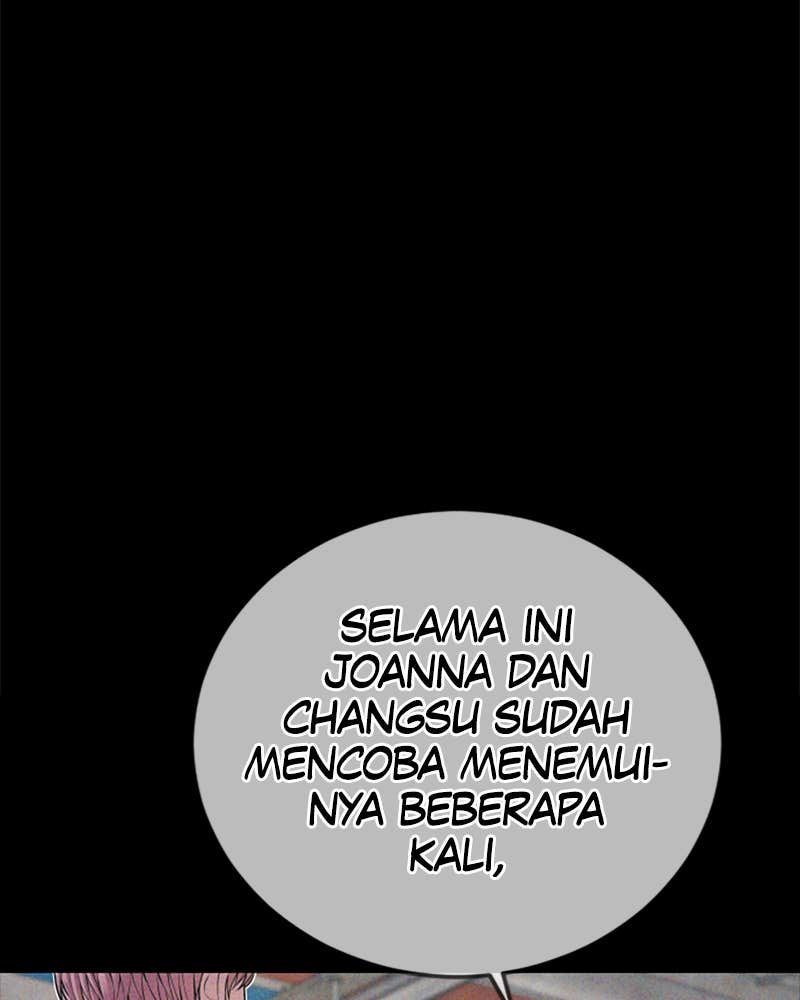 SELAMA INI
JOANNA DAN
CHANGSU SUDAH
MENCOBA MENEMUI-
NYA BEBERAPA
KALI,